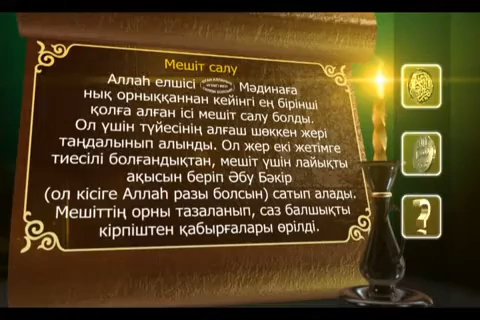 Мешіт салу
Аллаһ елшісі Мәдинаға
нық орныққаннан кейінгі ең бірінші
қолға алған ісі мешіт салу болды.
Ол үшін түйесінің алғаш шөккен жері
таңдалынып алынды. Ол жер екі жетімге
тиесілі болғандықтан, мешіт үшін лайықты
ақысын беріп Әбу Бәкір
(ол кісіге Аллаһ разы болсын) сатып алады.
Мешіттің орны тазаланып, саз балшықты
кірпіштен қабырғалары өрілді.
?